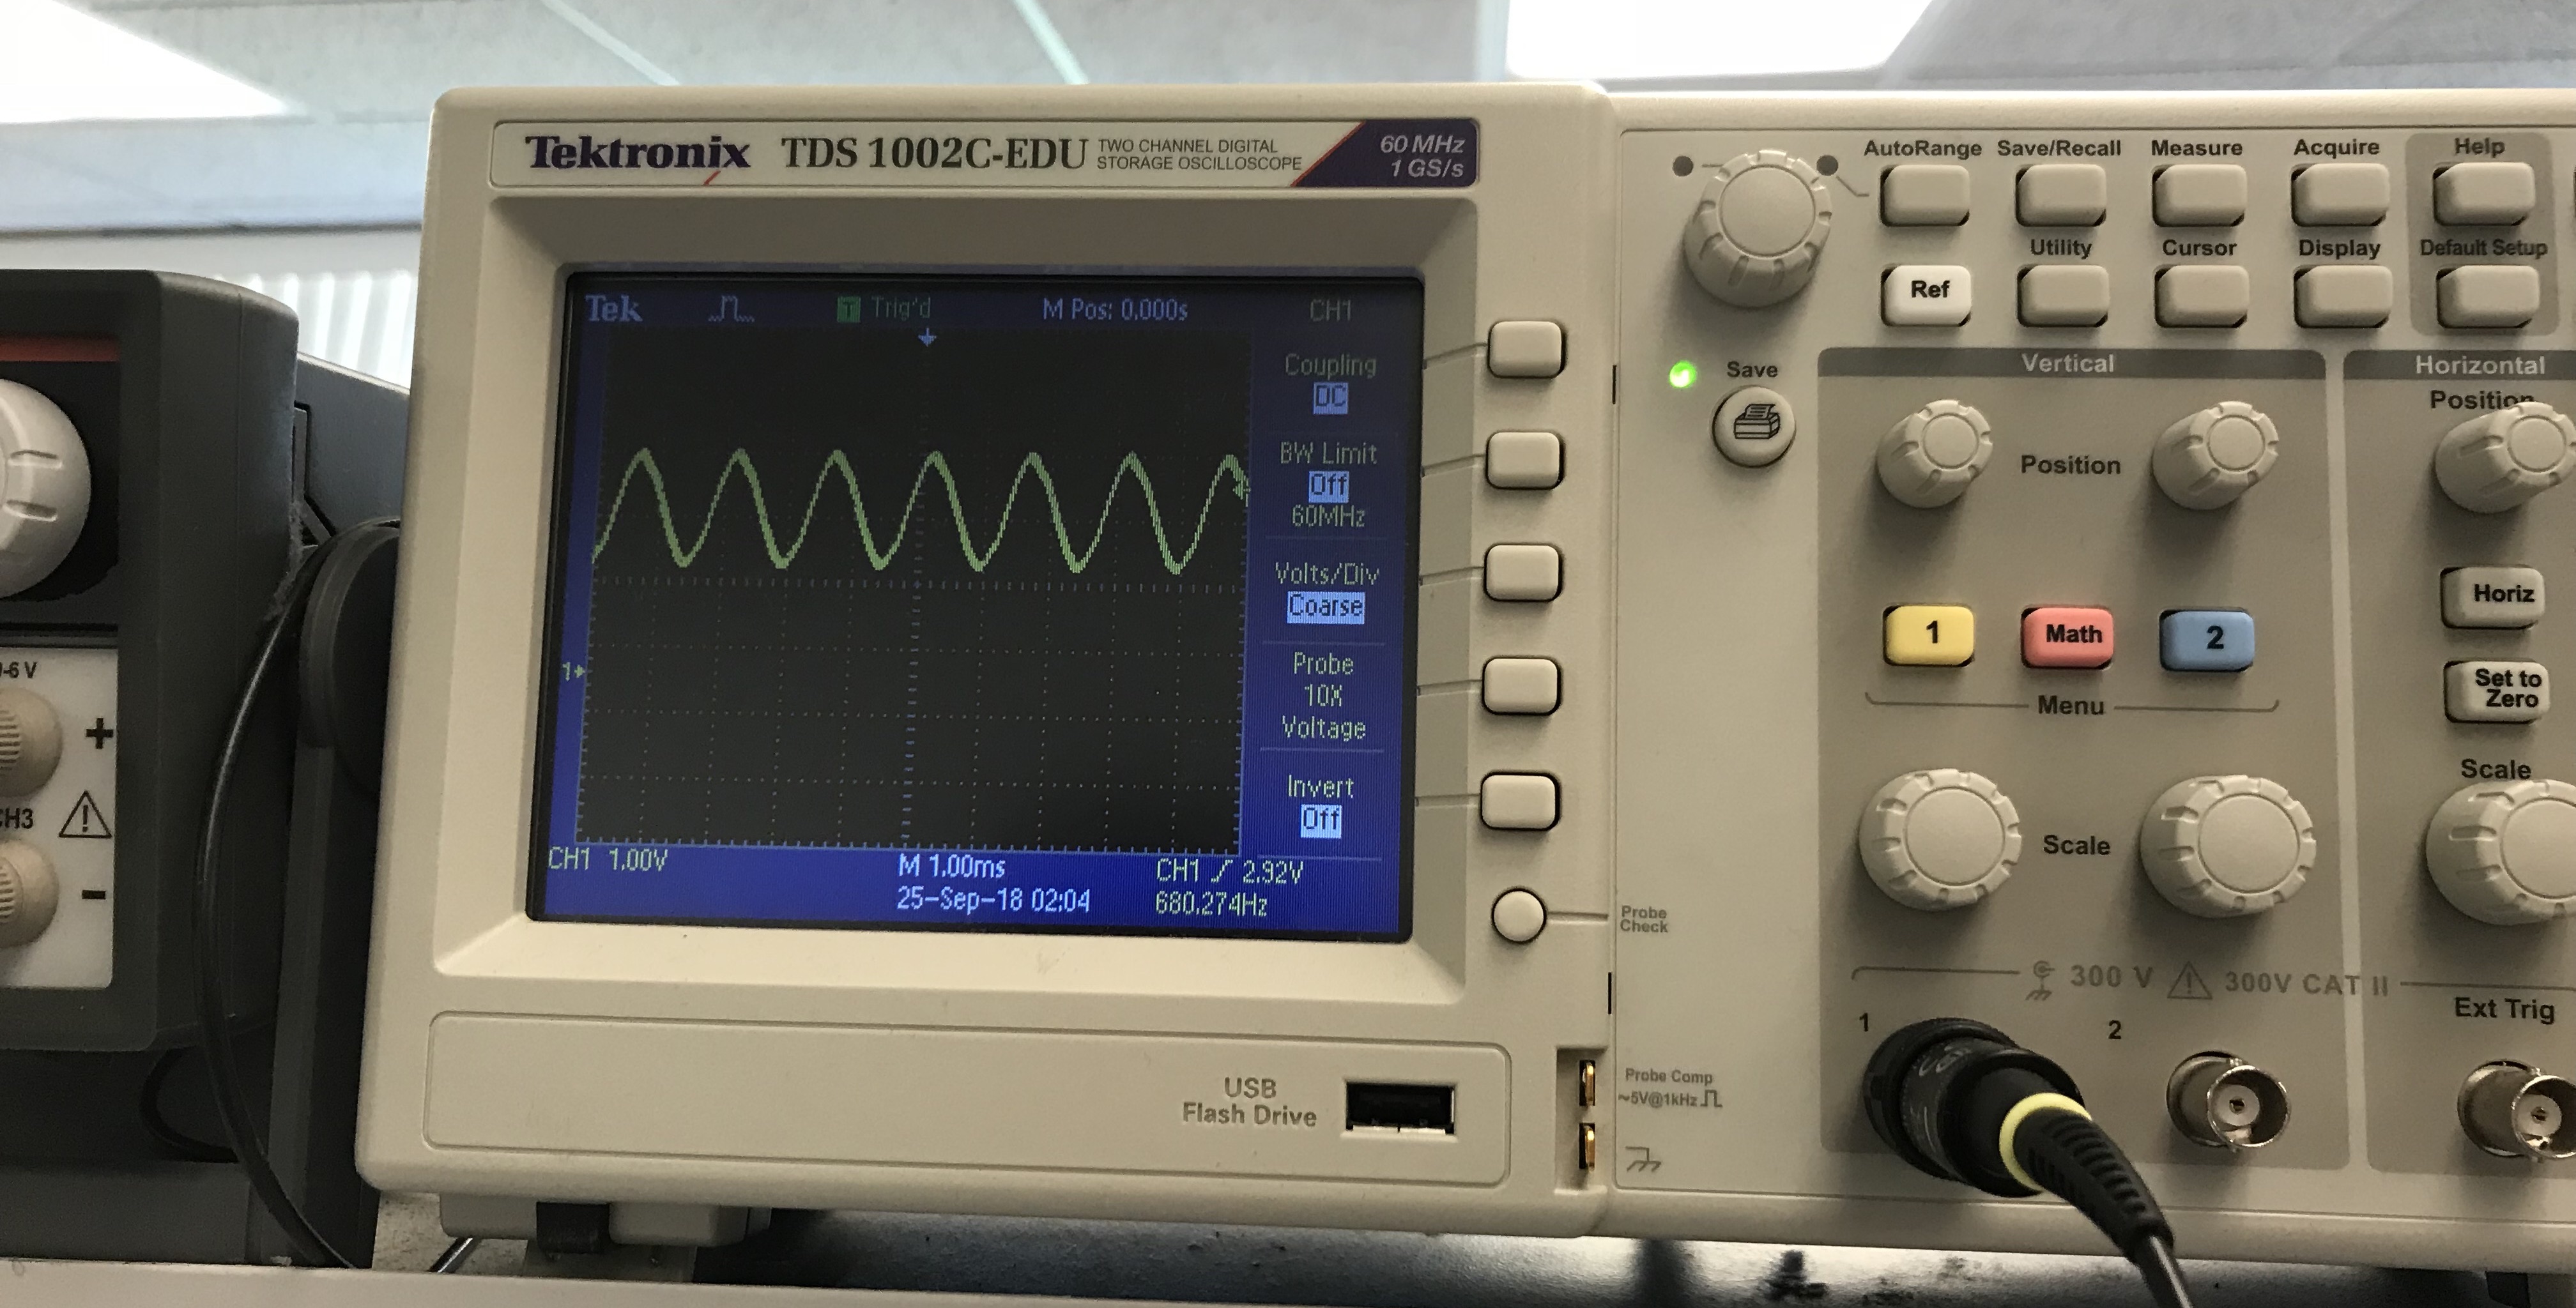 Tektronix TDS 1002C-EDU TWO CHANNEL DIGITAL
STORAGE OSCILLOSCOPE
60 MHz
1 GS/s
Tek Trig'd M Pos: 0.000s CH1
Coupling
DC
BW Limit
Off
60MHz
Volts/Div
Coarse
Probe
10X
Voltage
Invert
Off
1
CH1 1.00V M 1.00ms CH1 2.92V
25-Sep-18 02:04 680.274Hz
USB
Flash Drive
AutoRange Save/Recall Measure Acquire Help
Utility Cursor Display Default Setup
Ref
Save
Vertical Horizontal
Position
Position
1 Math 2
Menu
Horiz
Set to
Zero
Scale
Scale
Probe
Check
300 V 300V CAT II
1 2 Ext Trig
Probe Comp
~5V@1kHz
-6 V
+
CH3
-